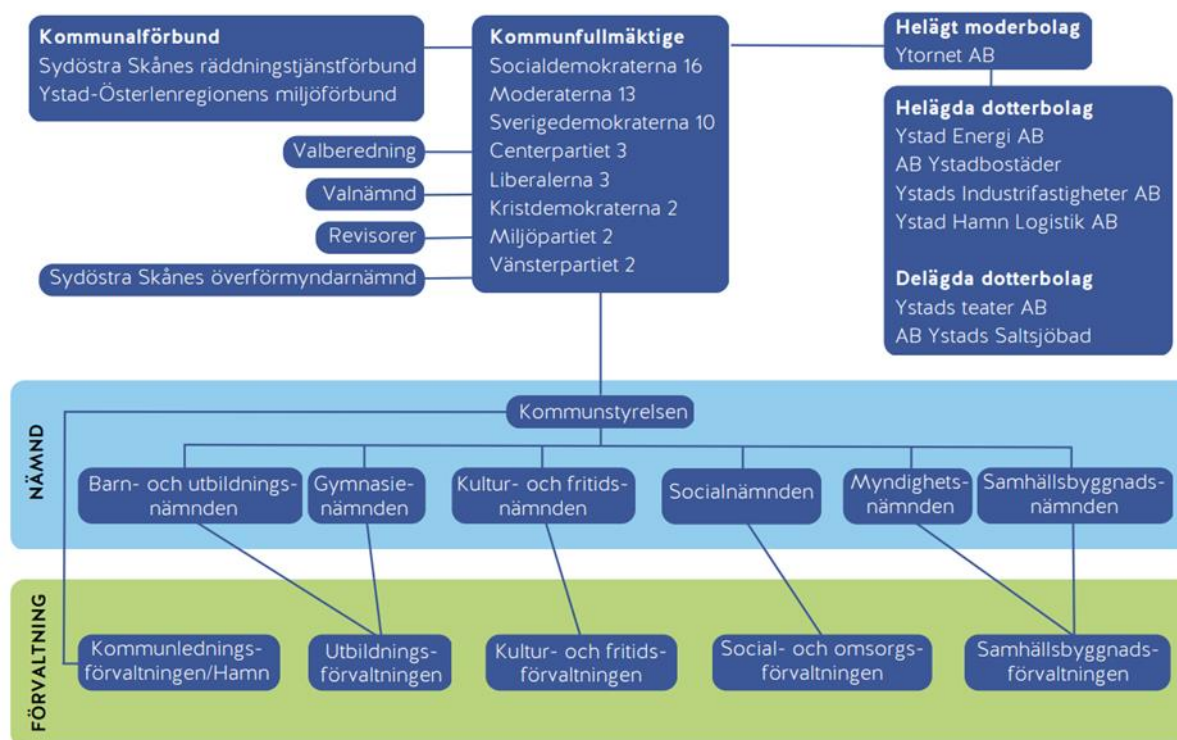 Kommunalförbund
Sydöstra Skånes räddningstjänstförbund
Ystad-Österlenregionens miljöförbund
Valberedning
Valnämnd
Revisorer
Sydöstra Skånes överförmyndarnämnd
Kommunfullmäktige
Socialdemokraterna 16
Moderaterna 13
Sverigedemokraterna 10
Centerpartiet 3
Liberalerna 3
Kristdemokraterna 2
Miljöpartiet 2
Vänsterpartiet 2
Helägt moderbolag
Ytornet AB
Helägda dotterbolag
Ystad Energi AB
AB Ystadbostäder
Ystads Industrifastigheter AB
Ystad Hamn Logistik AB
Delägda dotterbolag
Ystads teater AB
AB Ystads Saltsjöbad
NÄMND
Kommunstyrelsen
Barn- och utbildnings-
nämnden
Gymnasie-
nämnden
Kultur- och fritids-
nämnden
Socialnämnden
Myndighets-
nämnden
Samhällsbyggnads-
nämnden
FÖRVALTNING
Kommunlednings-
förvaltningen/Hamn
Utbildnings-
förvaltningen
Kultur- och fritids-
förvaltningen
Social- och omsorgs-
förvaltningen
Samhällsbyggnads-
förvaltningen